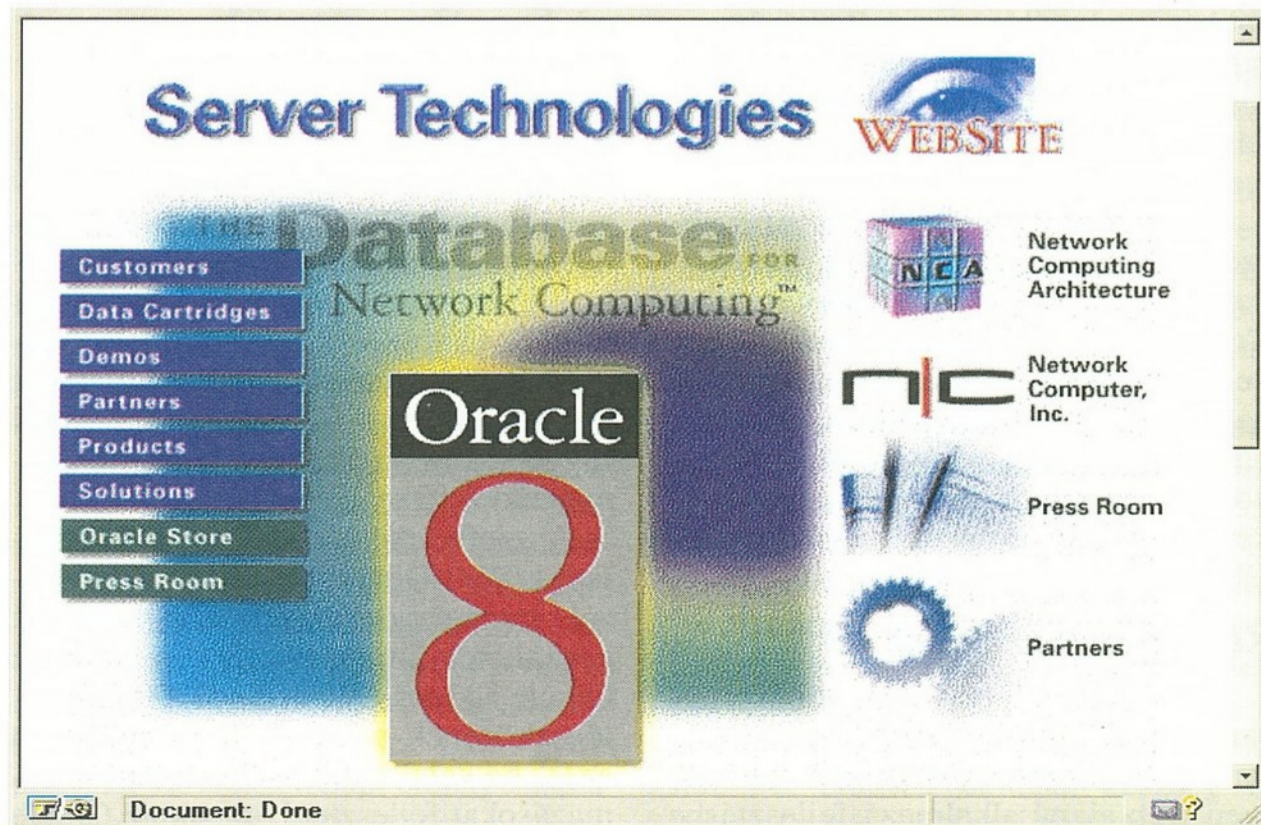 Server Technologies
WEBSITE
THE Database FOR
Network Computing™
Customers
Data Cartridges
Demos
Partners
Products
Solutions
Oracle Store
Press Room
Oracle
8
NCA
Network
Computing
Architecture
n|c
Network
Computer,
Inc.
Press Room
Partners
Document: Done